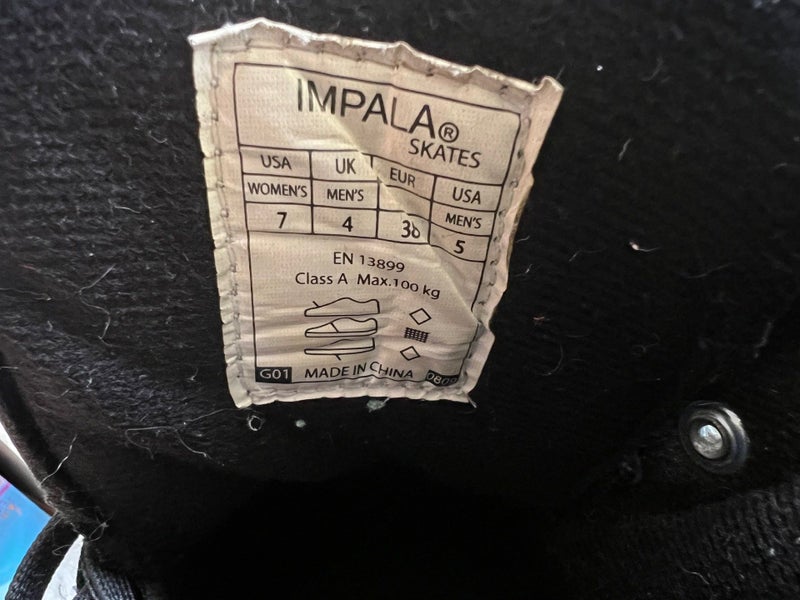 IMPALA®
SKATES
USA UK EUR USA
WOMEN'S MEN'S MEN'S
7 4 38 5
EN 13899
Class A Max.100 kg
G01 MADE IN CHINA